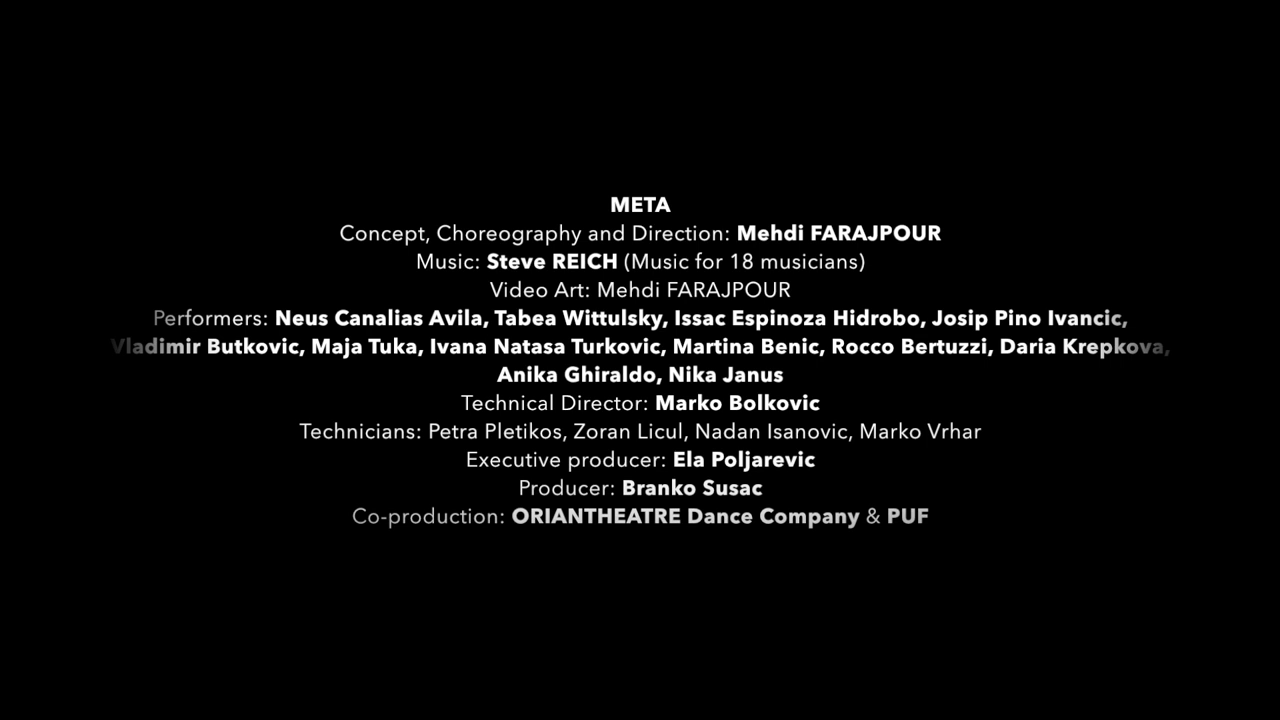 META
Concept, Choreography and Direction: Mehdi FARAJPOUR
Music: Steve REICH (Music for 18 musicians)
Video Art: Mehdi FARAJPOUR
Performers: Neus Canalias Avila, Tabea Wittulsky, Issac Espinoza Hidrobo, Josip Pino Ivancic,
Vladimir Butkovic, Maja Tuka, Ivana Natasa Turkovic, Martina Benic, Rocco Bertuzzi, Daria Krepkova,
Anika Ghiraldo, Nika Janus
Technical Director: Marko Bolkovic
Technicians: Petra Pletikos, Zoran Licul, Nadan Isanovic, Marko Vrhar
Executive producer: Ela Poljarevic
Producer: Branko Susac
Co-production: ORIANTHEATRE Dance Company & PUF